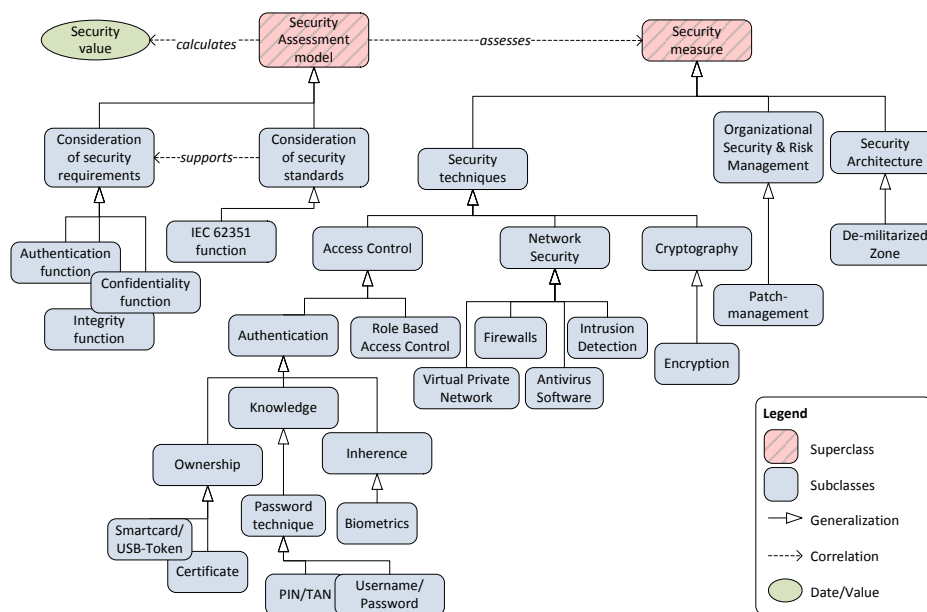 Security
value
calculates
Security
Assessment
model
assesses
Security
measure
Consideration
of security
requirements
supports
Consideration
of security
standards
Security
techniques
Organizational
Security & Risk
Management
Security
Architecture
Authentication
function
Confidentiality
function
Integrity
function
IEC 62351
function
Access Control
Network
Security
Cryptography
De-militarized
Zone
Patch-
management
Authentication
Role Based
Access Control
Firewalls
Intrusion
Detection
Virtual Private
Network
Antivirus
Software
Encryption
Knowledge
Ownership
Inherence
Smartcard/
USB-Token
Certificate
Password
technique
Biometrics
PIN/TAN
Username/
Password
Legend
Superclass
Subclasses
Generalization
Correlation
Date/Value